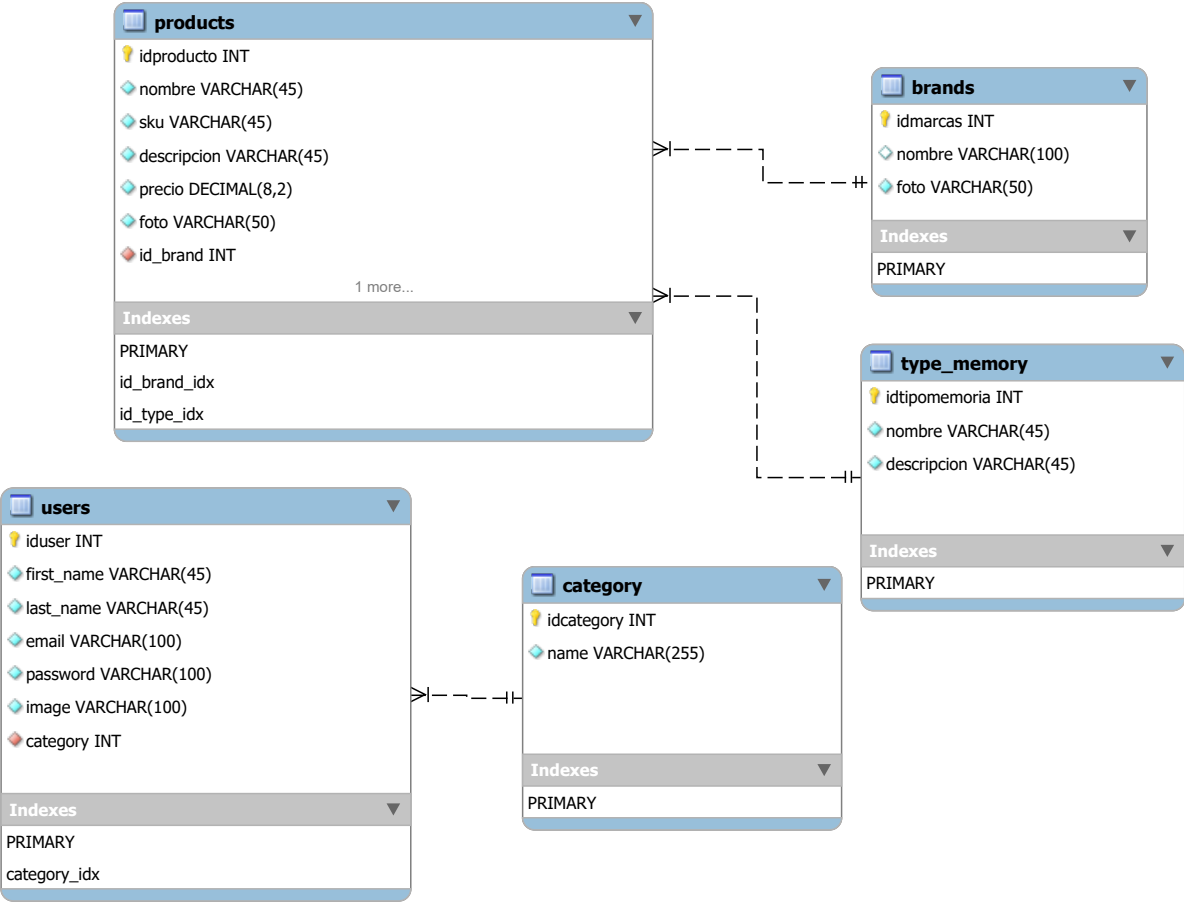 products
idproducto INT
nombre VARCHAR(45)
sku VARCHAR(45)
descripcion VARCHAR(45)
precio DECIMAL(8,2)
foto VARCHAR(50)
id_brand INT
1 more...
Indexes
PRIMARY
id_brand_idx
id_type_idx
brands
idmarcas INT
nombre VARCHAR(100)
foto VARCHAR(50)
Indexes
PRIMARY
type_memory
idtipomemoria INT
nombre VARCHAR(45)
descripcion VARCHAR(45)
Indexes
PRIMARY
users
iduser INT
first_name VARCHAR(45)
last_name VARCHAR(45)
email VARCHAR(100)
password VARCHAR(100)
image VARCHAR(100)
category INT
Indexes
PRIMARY
category_idx
category
idcategory INT
name VARCHAR(255)
Indexes
PRIMARY